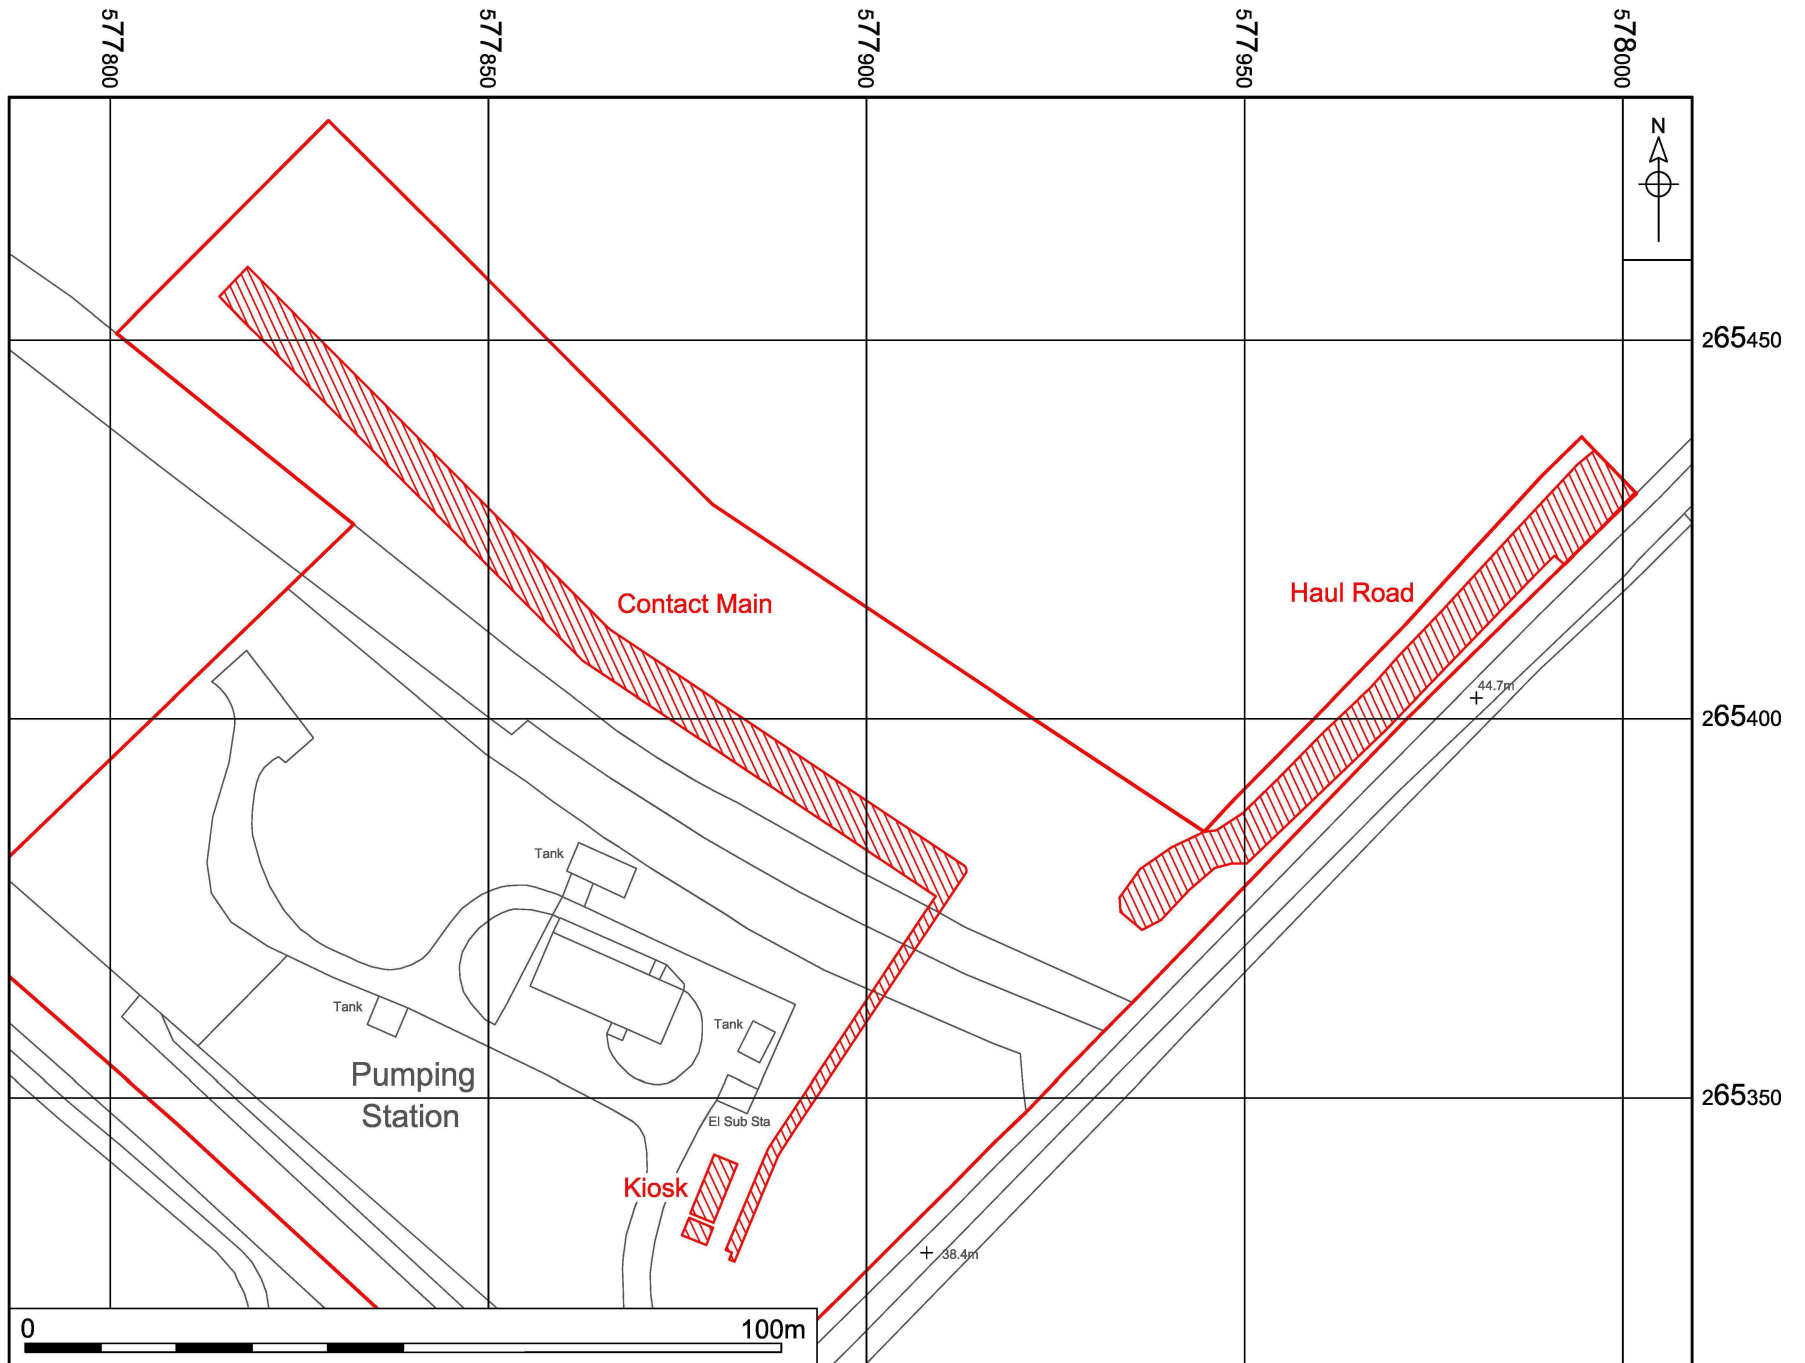 577800
577850
577900
577950
578000
N
265450
Haul Road
Contact Main
44.7m
265400
Tank
Tank
Tank
Pumping
Station
265350
El Sub Sta
Kiosk
38.4m
0
100m